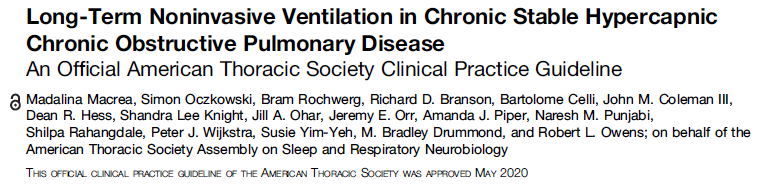 Long-Term Noninvasive Ventilation in Chronic Stable Hypercapnic
Chronic Obstructive Pulmonary Disease
An Official American Thoracic Society Clinical Practice Guideline
Madalina Macrea, Simon Oczkowski, Bram Rochwerg, Richard D. Branson, Bartolome Celli, John M. Coleman III,
Dean R. Hess, Shandra Lee Knight, Jill A. Ohar, Jeremy E. Orr, Amanda J. Piper, Naresh M. Punjabi,
Shilpa Rahangdale, Peter J. Wijkstra, Susie Yim-Yeh, M. Bradley Drummond, and Robert L. Owens; on behalf of the
American Thoracic Society Assembly on Sleep and Respiratory Neurobiology
THIS OFFICIAL CLINICAL PRACTICE GUIDELINE OF THE AMERICAN THORACIC SOCIETY WAS APPROVED MAY 2020